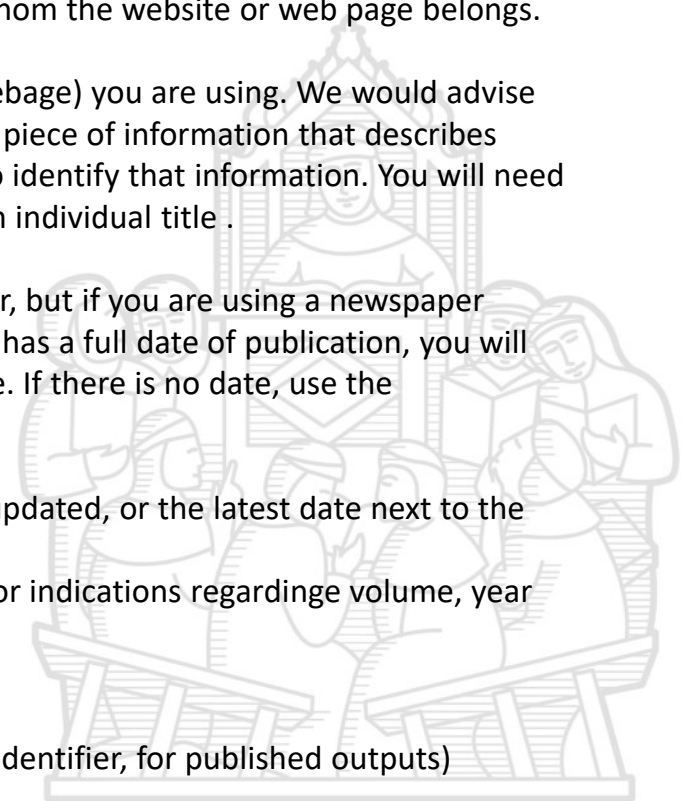 hom the website or web page belongs.
ebage) you are using. We would advise
piece of information that describes
o identify that information. You will need
n individual title .
r, but if you are using a newspaper
has a full date of publication, you will
e. If there is no date, use the
updated, or the latest date next to the
or indications regardinge volume, year
dentifier, for published outputs)